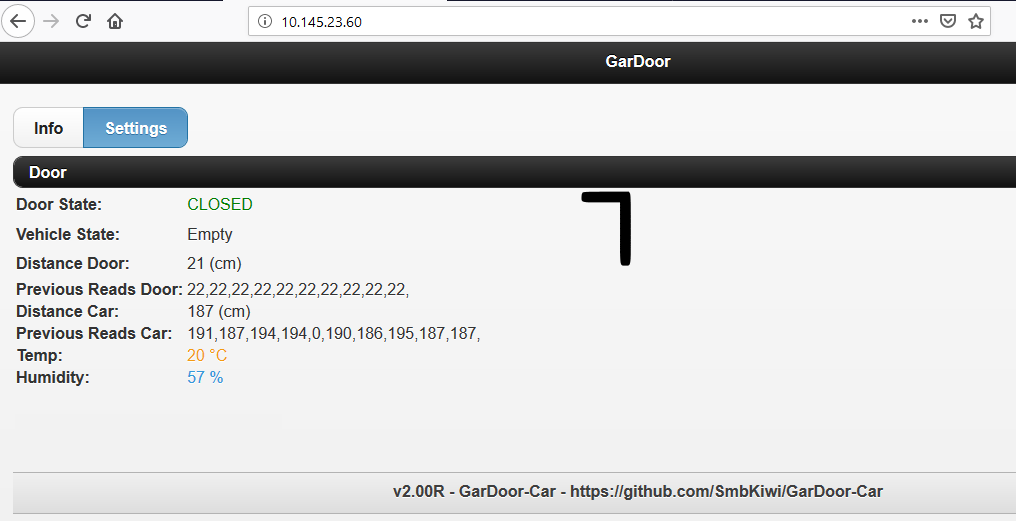 10.145.23.60
GarDoor
Info Settings
Door
Door State: CLOSED
Vehicle State: Empty
Distance Door: 21 (cm)
Previous Reads Door: 22,22,22,22,22,22,22,22,22,22,
Distance Car: 187 (cm)
Previous Reads Car: 191,187,194,194,0,190,186,195,187,187,
Temp: 20 °C
Humidity: 57 %
v2.00R - GarDoor-Car - https://github.com/SmbKiwi/GarDoor-Car